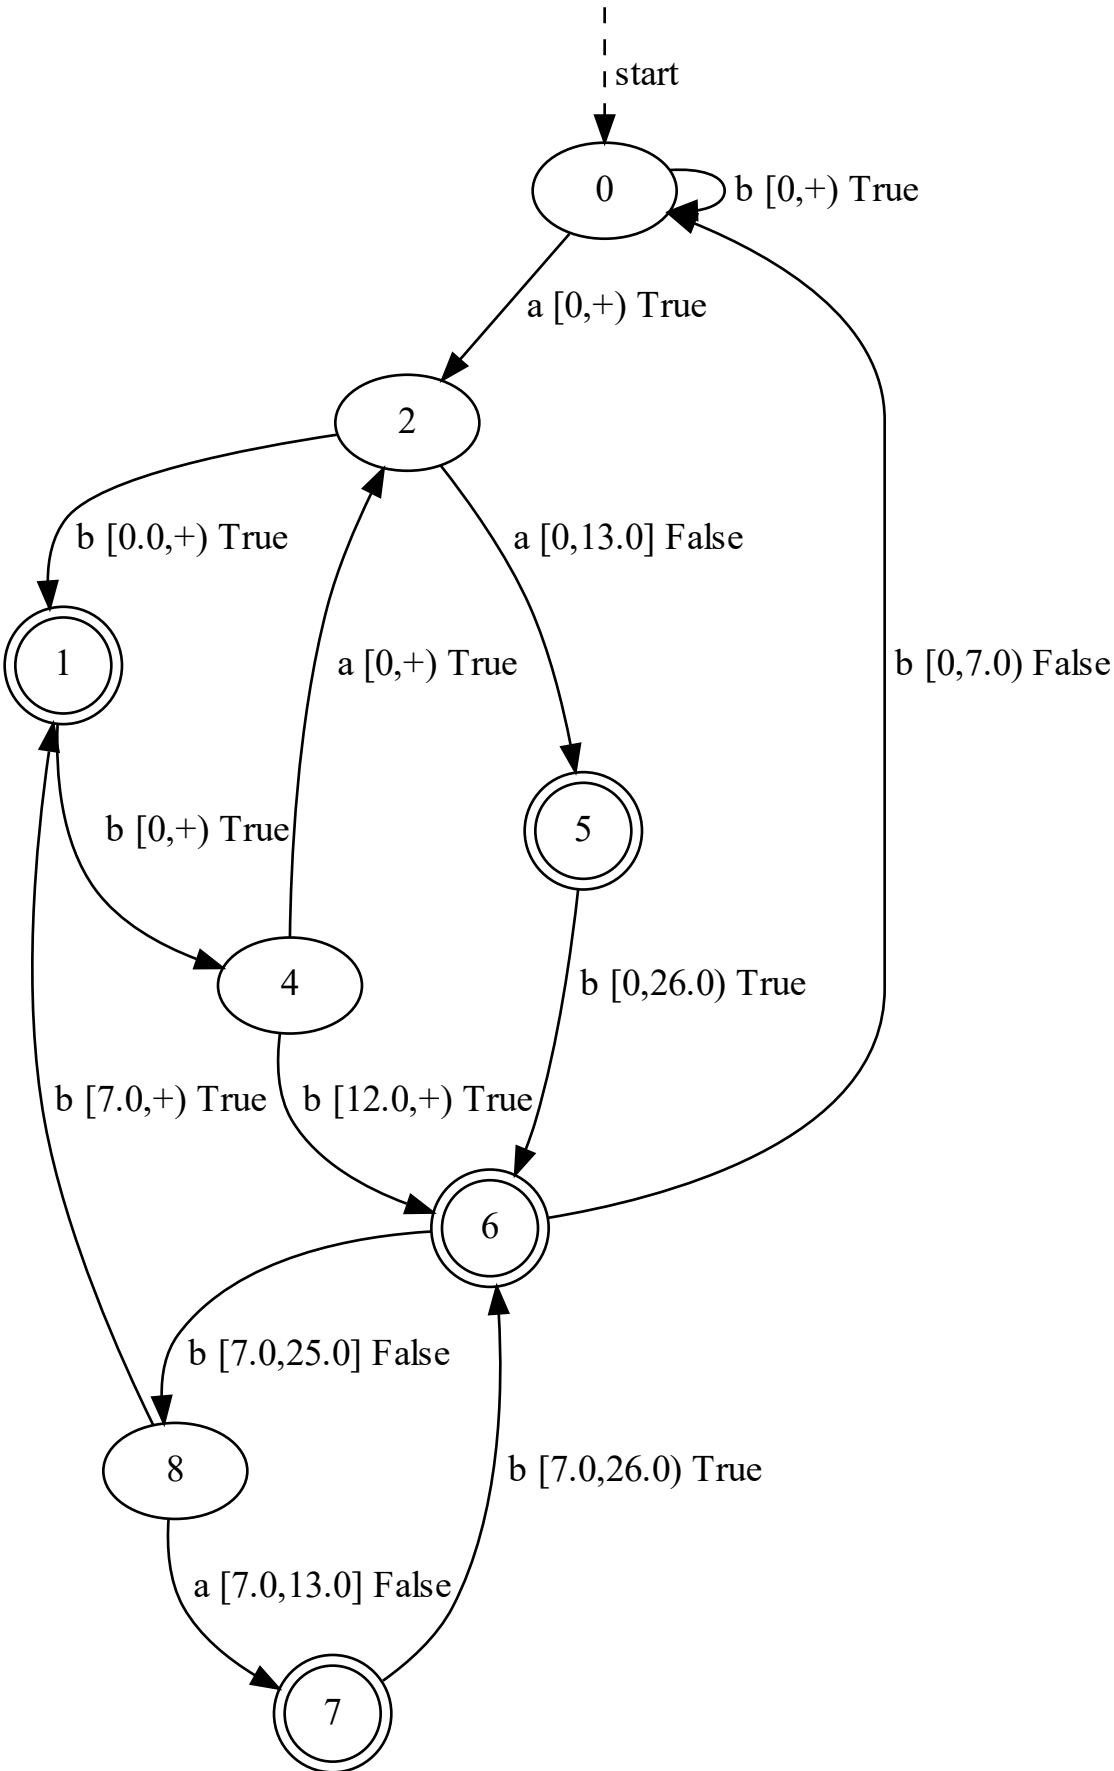 start
0
b [0,+) True
a [0,+) True
2
b [0.0,+) True
a [0,13.0] False
1
a [0,+) True
b [0,7.0) False
b [0,+) True
5
4
b [0,26.0) True
b [7.0,+) True
b [12.0,+) True
6
b [7.0,25.0] False
8
b [7.0,26.0) True
a [7.0,13.0] False
7